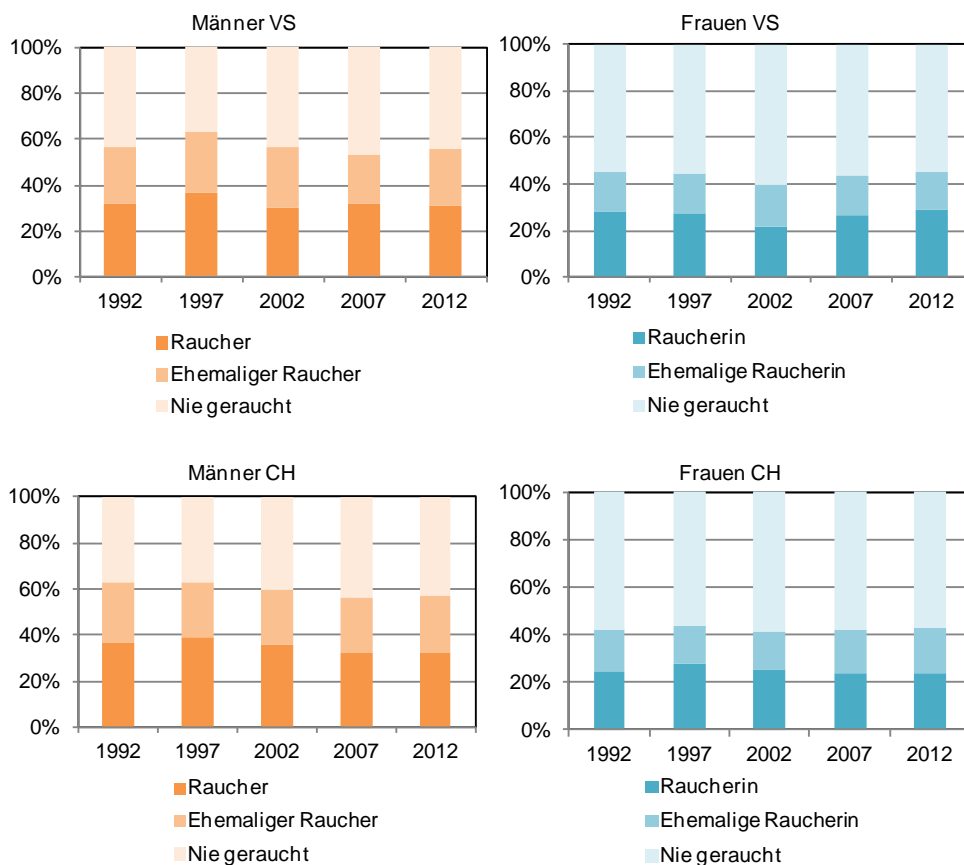 Männer VS
100%
80%
60%
40%
20%
0%
1992 1997 2002 2007 2012
Raucher
Ehemaliger Raucher
Nie geraucht
Frauen VS
100%
80%
60%
40%
20%
0%
1992 1997 2002 2007 2012
Raucherin
Ehemalige Raucherin
Nie geraucht
Männer CH
100%
80%
60%
40%
20%
0%
1992 1997 2002 2007 2012
Raucher
Ehemaliger Raucher
Nie geraucht
Frauen CH
100%
80%
60%
40%
20%
0%
1992 1997 2002 2007 2012
Raucherin
Ehemalige Raucherin
Nie geraucht